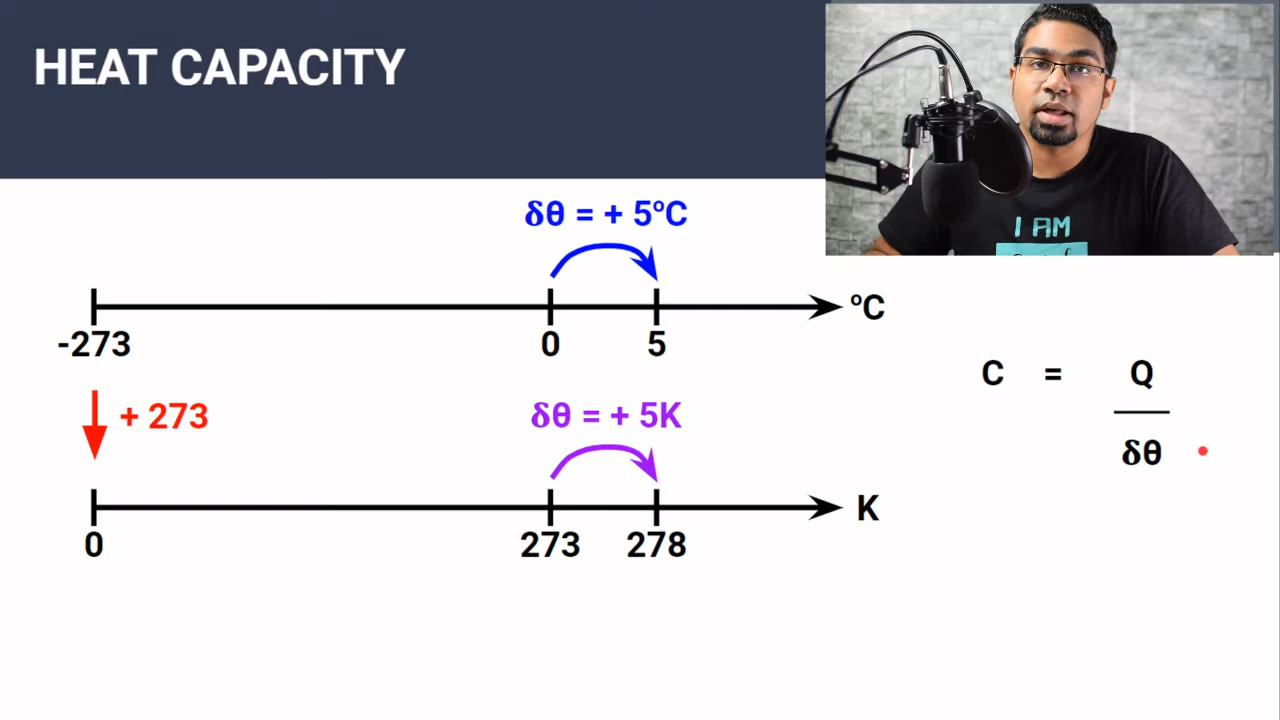 HEAT CAPACITY
I AM
δθ = + 5ºC
ºC
-273 0 5
C = Q
δθ
+ 273
δθ = + 5K
K
0 273 278